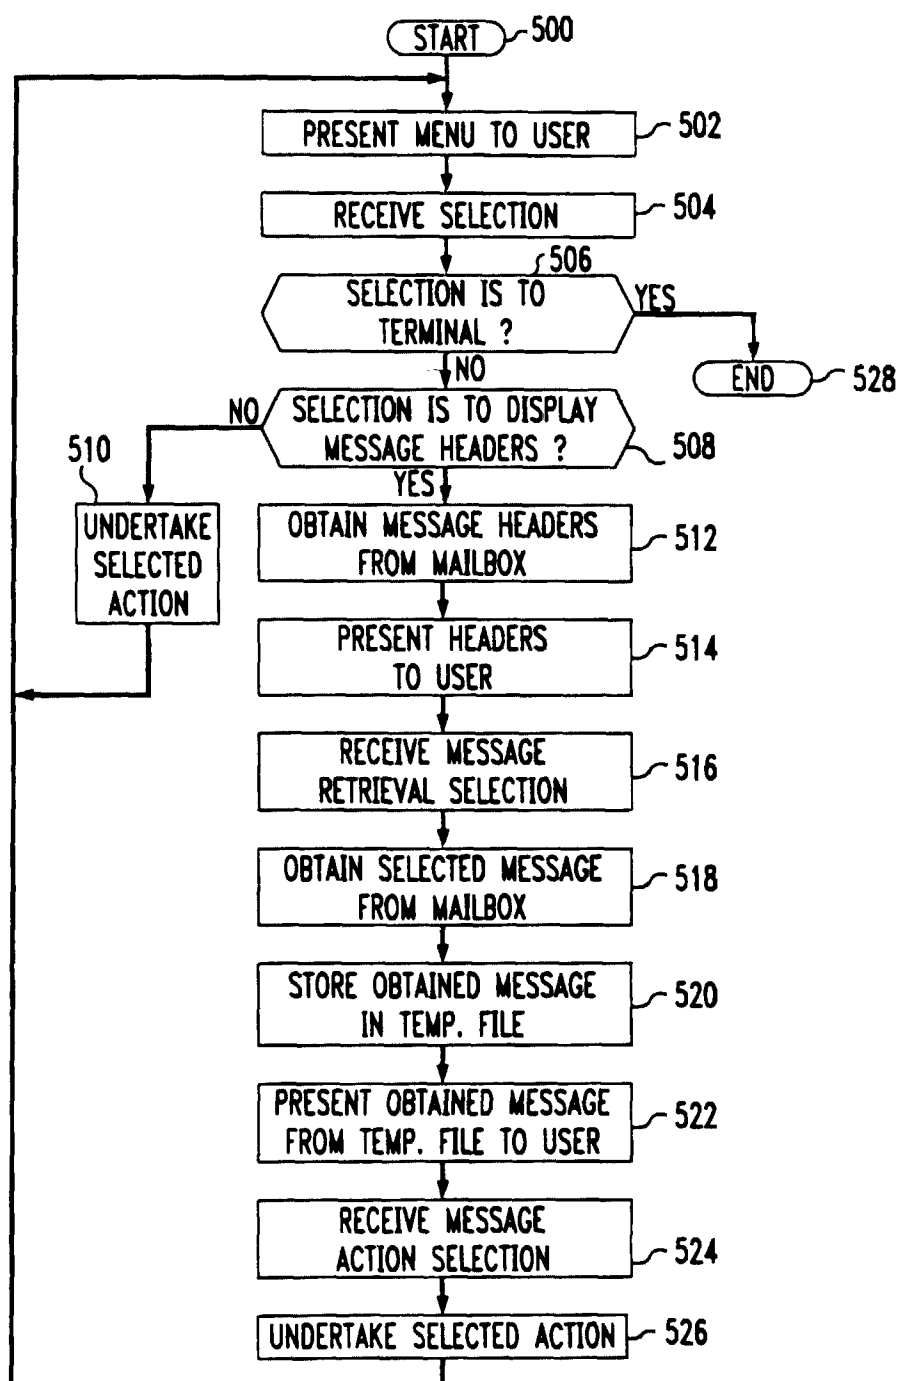 START 500
PRESENT MENU TO USER 502
RECEIVE SELECTION 504
506
SELECTION IS TO
TERMINAL ?
YES
NO
END 528
SELECTION IS TO DISPLAY
MESSAGE HEADERS ?
508
NO
YES
510
UNDERTAKE
SELECTED
ACTION
OBTAIN MESSAGE HEADERS
FROM MAILBOX
512
PRESENT HEADERS
TO USER
514
RECEIVE MESSAGE
RETRIEVAL SELECTION
516
OBTAIN SELECTED MESSAGE
FROM MAILBOX
518
STORE OBTAINED MESSAGE
IN TEMP. FILE
520
PRESENT OBTAINED MESSAGE
FROM TEMP. FILE TO USER
522
RECEIVE MESSAGE
ACTION SELECTION
524
UNDERTAKE SELECTED ACTION 526